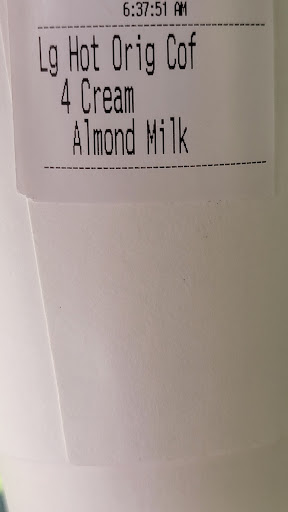 6:37:51 AM
Lg Hot Orig Cof
4 Cream
Almond Milk